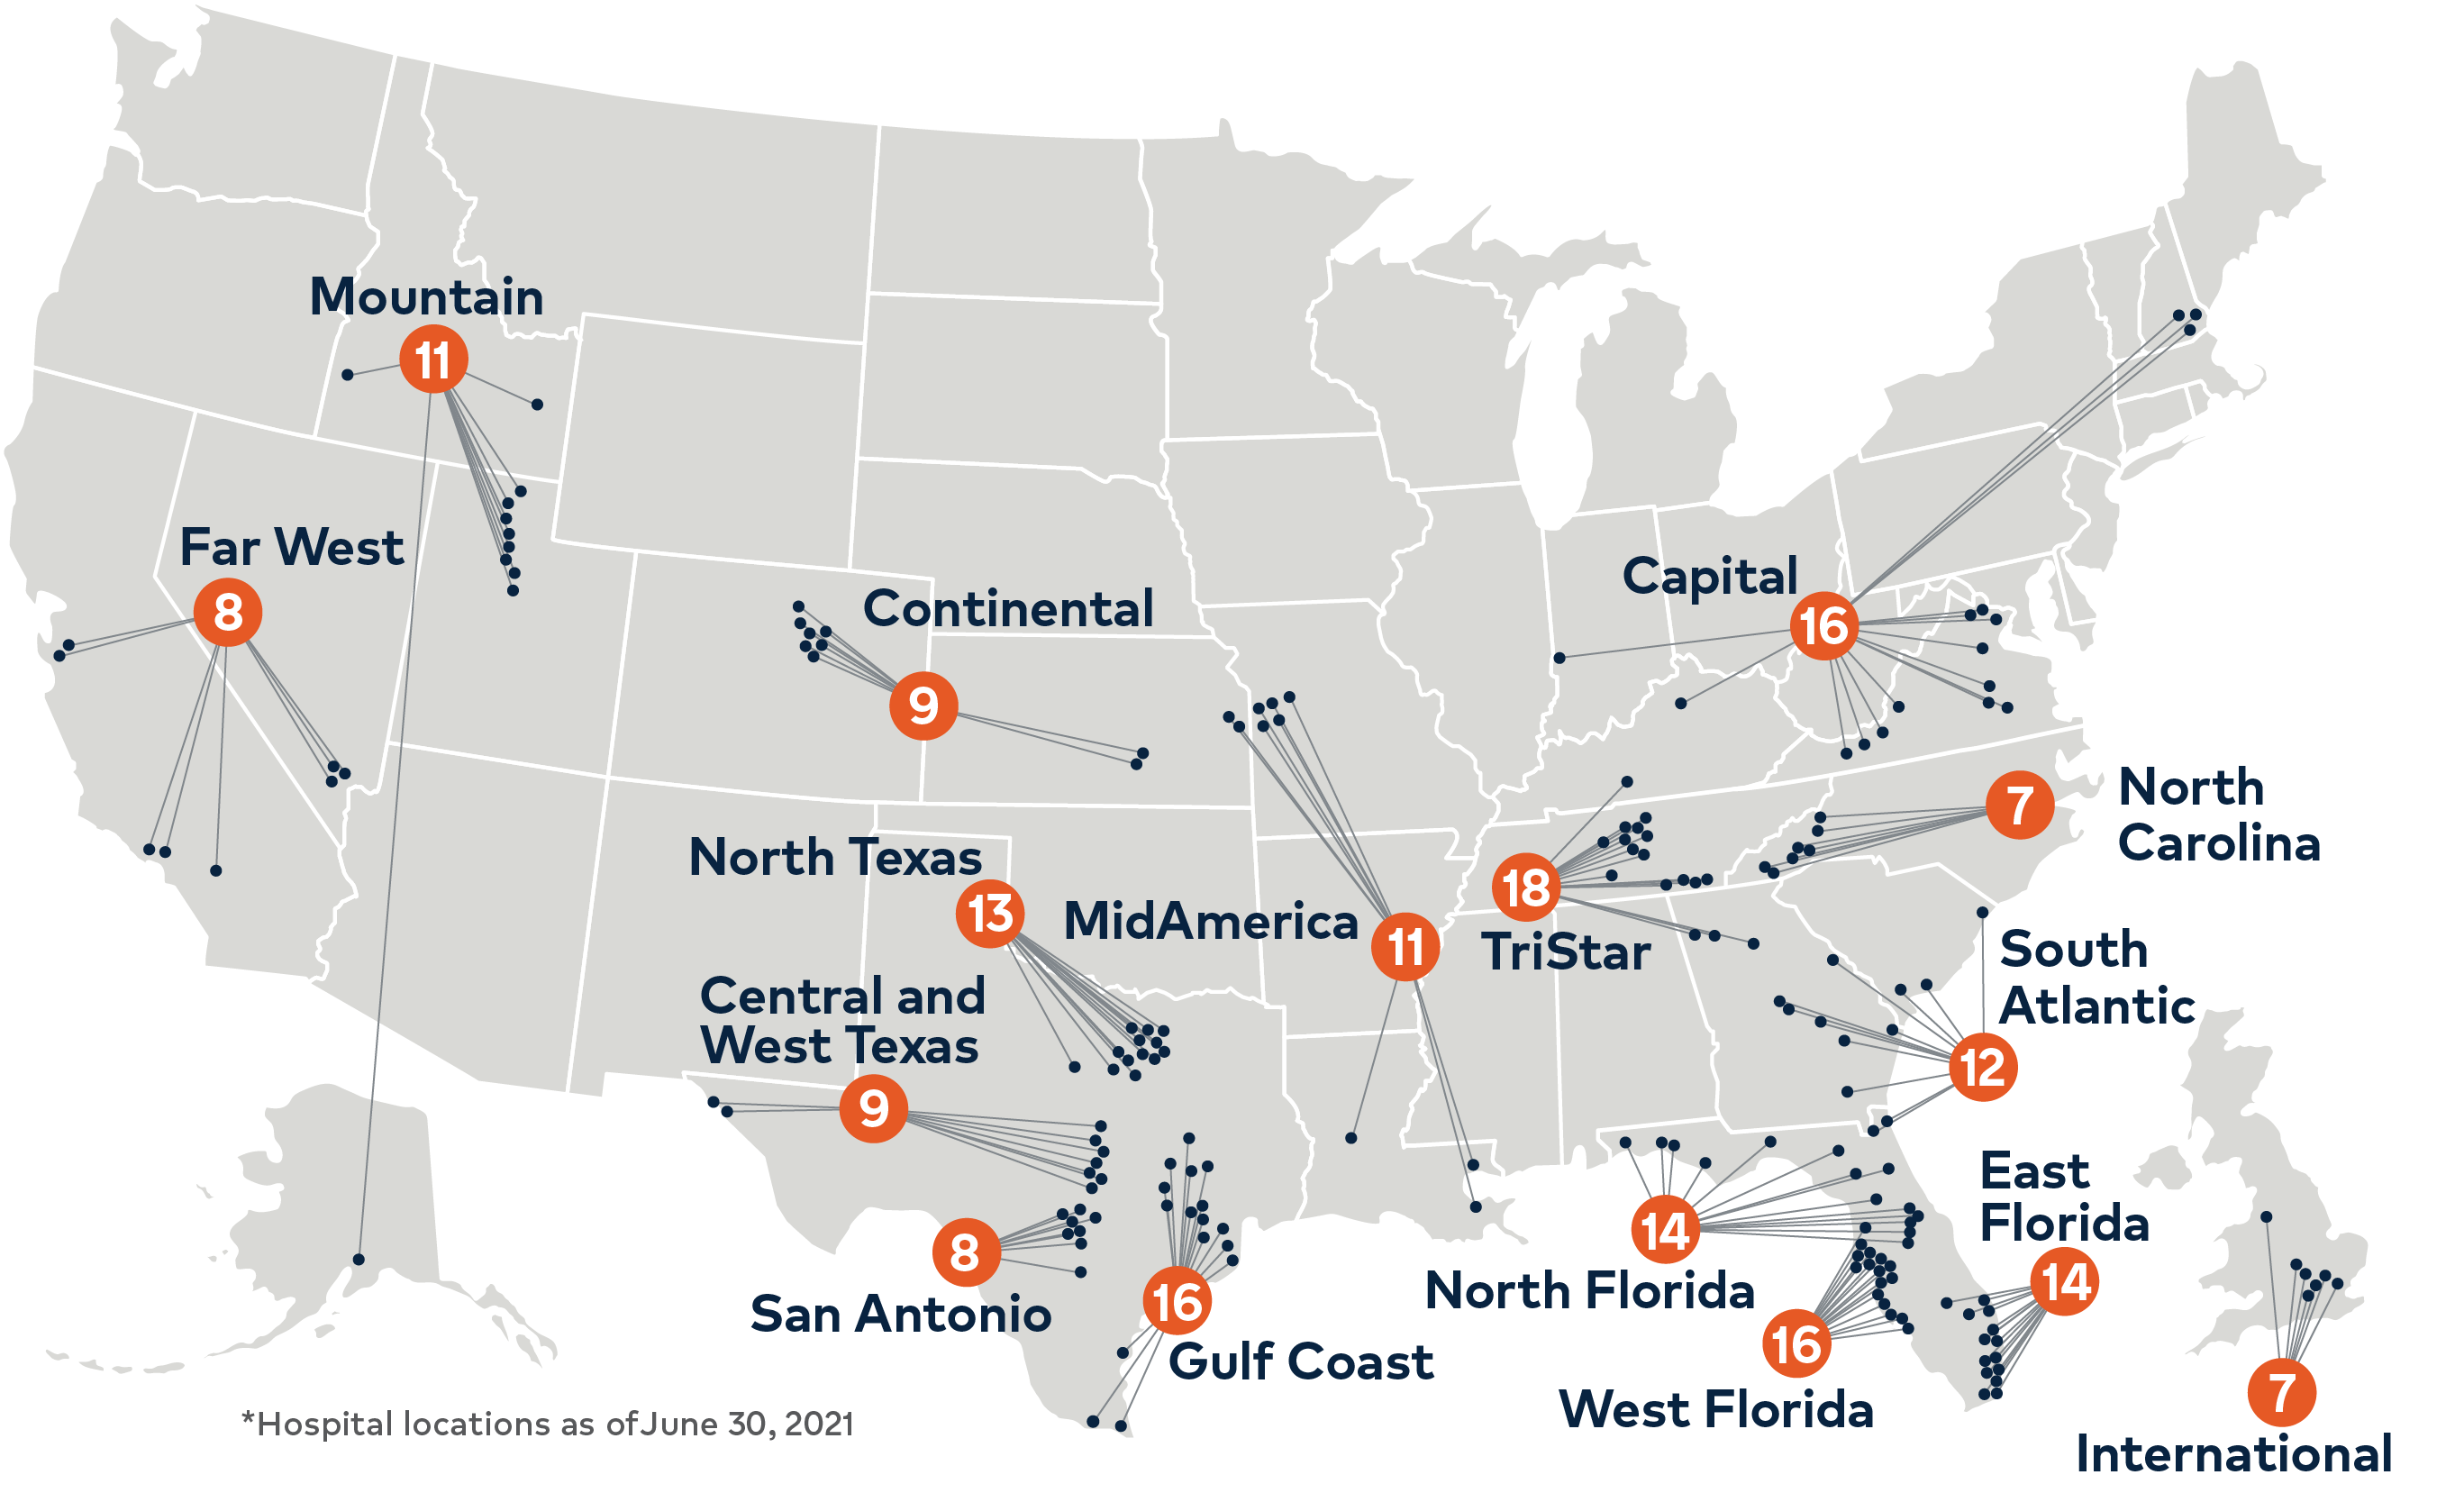 Mountain
11
Far West
8
Continental
9
Capital
16
North
Carolina
7
North Texas
13
MidAmerica
11
18
TriStar
South
Atlantic
12
Central and
West Texas
9
East
Florida
14
San Antonio
8
16
Gulf Coast
14
North Florida
16
West Florida
7
International
*Hospital locations as of June 30, 2021